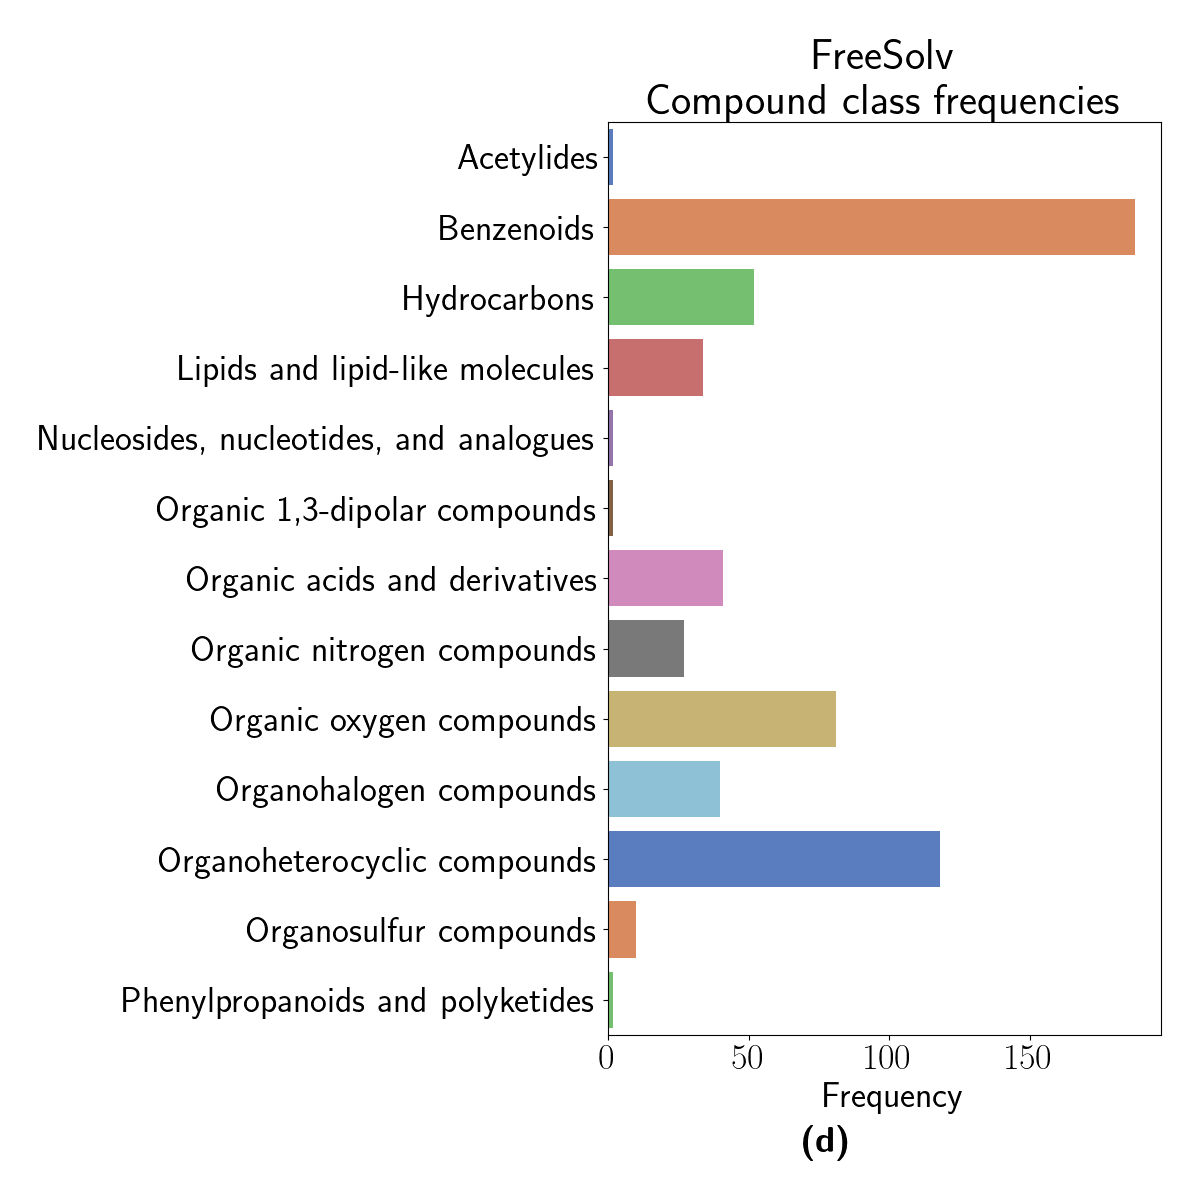 FreeSolv
Compound class frequencies
Acetylides
Benzenoids
Hydrocarbons
Lipids and lipid-like molecules
Nucleosides, nucleotides, and analogues
Organic 1,3-dipolar compounds
Organic acids and derivatives
Organic nitrogen compounds
Organic oxygen compounds
Organohalogen compounds
Organoheterocyclic compounds
Organosulfur compounds
Phenylpropanoids and polyketides
0 50 100 150
Frequency
(d)